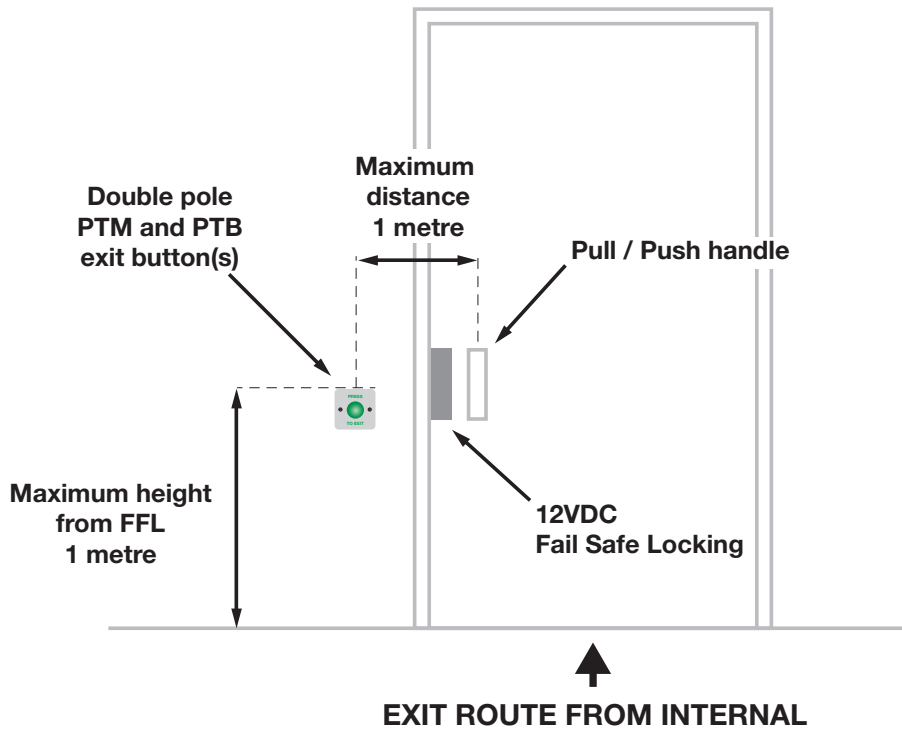 Maximum
distance
1 metre
Double pole
PTM and PTB
exit button(s)
Pull / Push handle
PRESS
TO EXIT
Maximum height
from FFL
1 metre
12VDC
Fail Safe Locking
EXIT ROUTE FROM INTERNAL